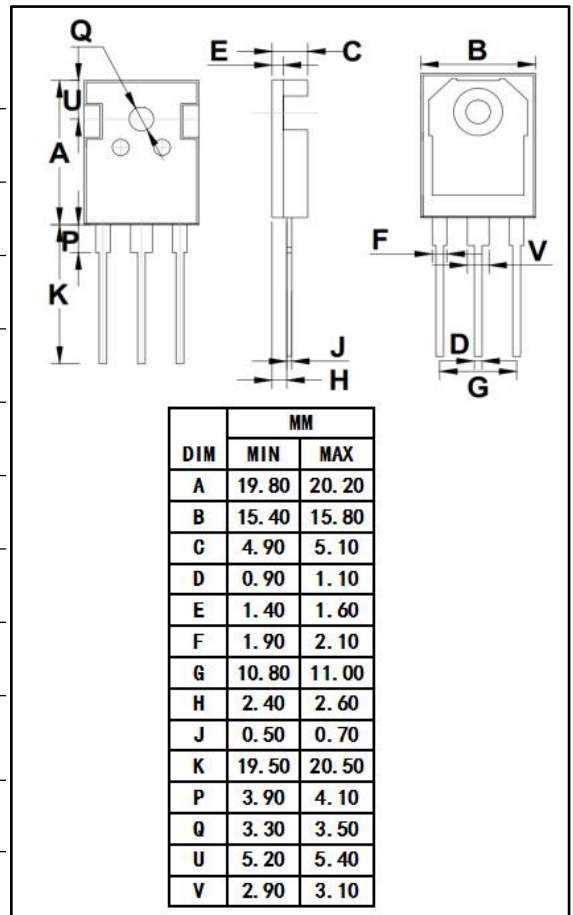 Q
E
C
B
U
A
P
K
F
V
J
H
D
G
MM
DIM MIN MAX
A 19.80 20.20
B 15.40 15.80
C 4.90 5.10
D 0.90 1.10
E 1.40 1.60
F 1.90 2.10
G 10.80 11.00
H 2.40 2.60
J 0.50 0.70
K 19.50 20.50
P 3.90 4.10
Q 3.30 3.50
U 5.20 5.40
V 2.90 3.10